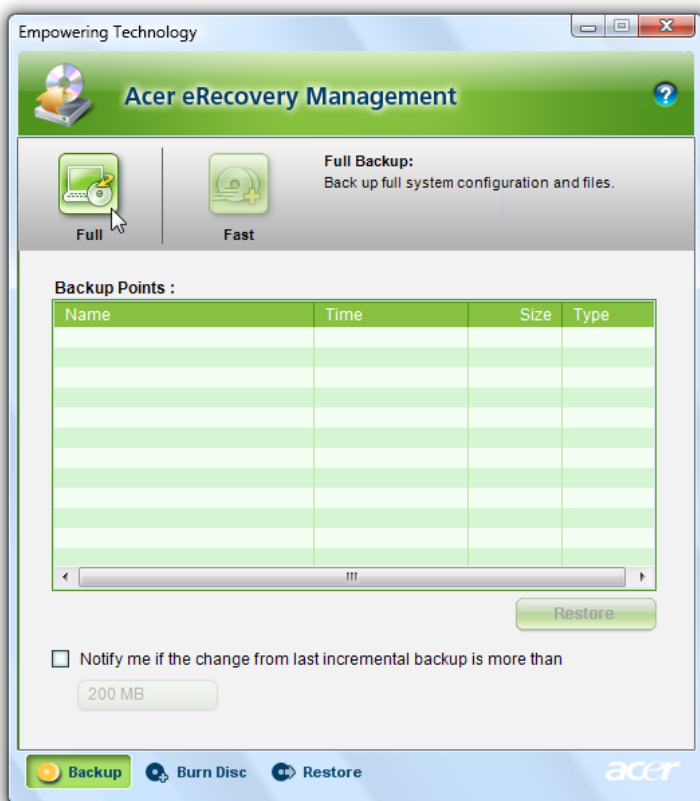 Empowering Technology
Acer eRecovery Management
Full Backup:
Back up full system configuration and files.
Full
Fast
Backup Points :
Name Time Size Type
Restore
Notify me if the change from last incremental backup is more than
200 MB
Backup Burn Disc Restore acer